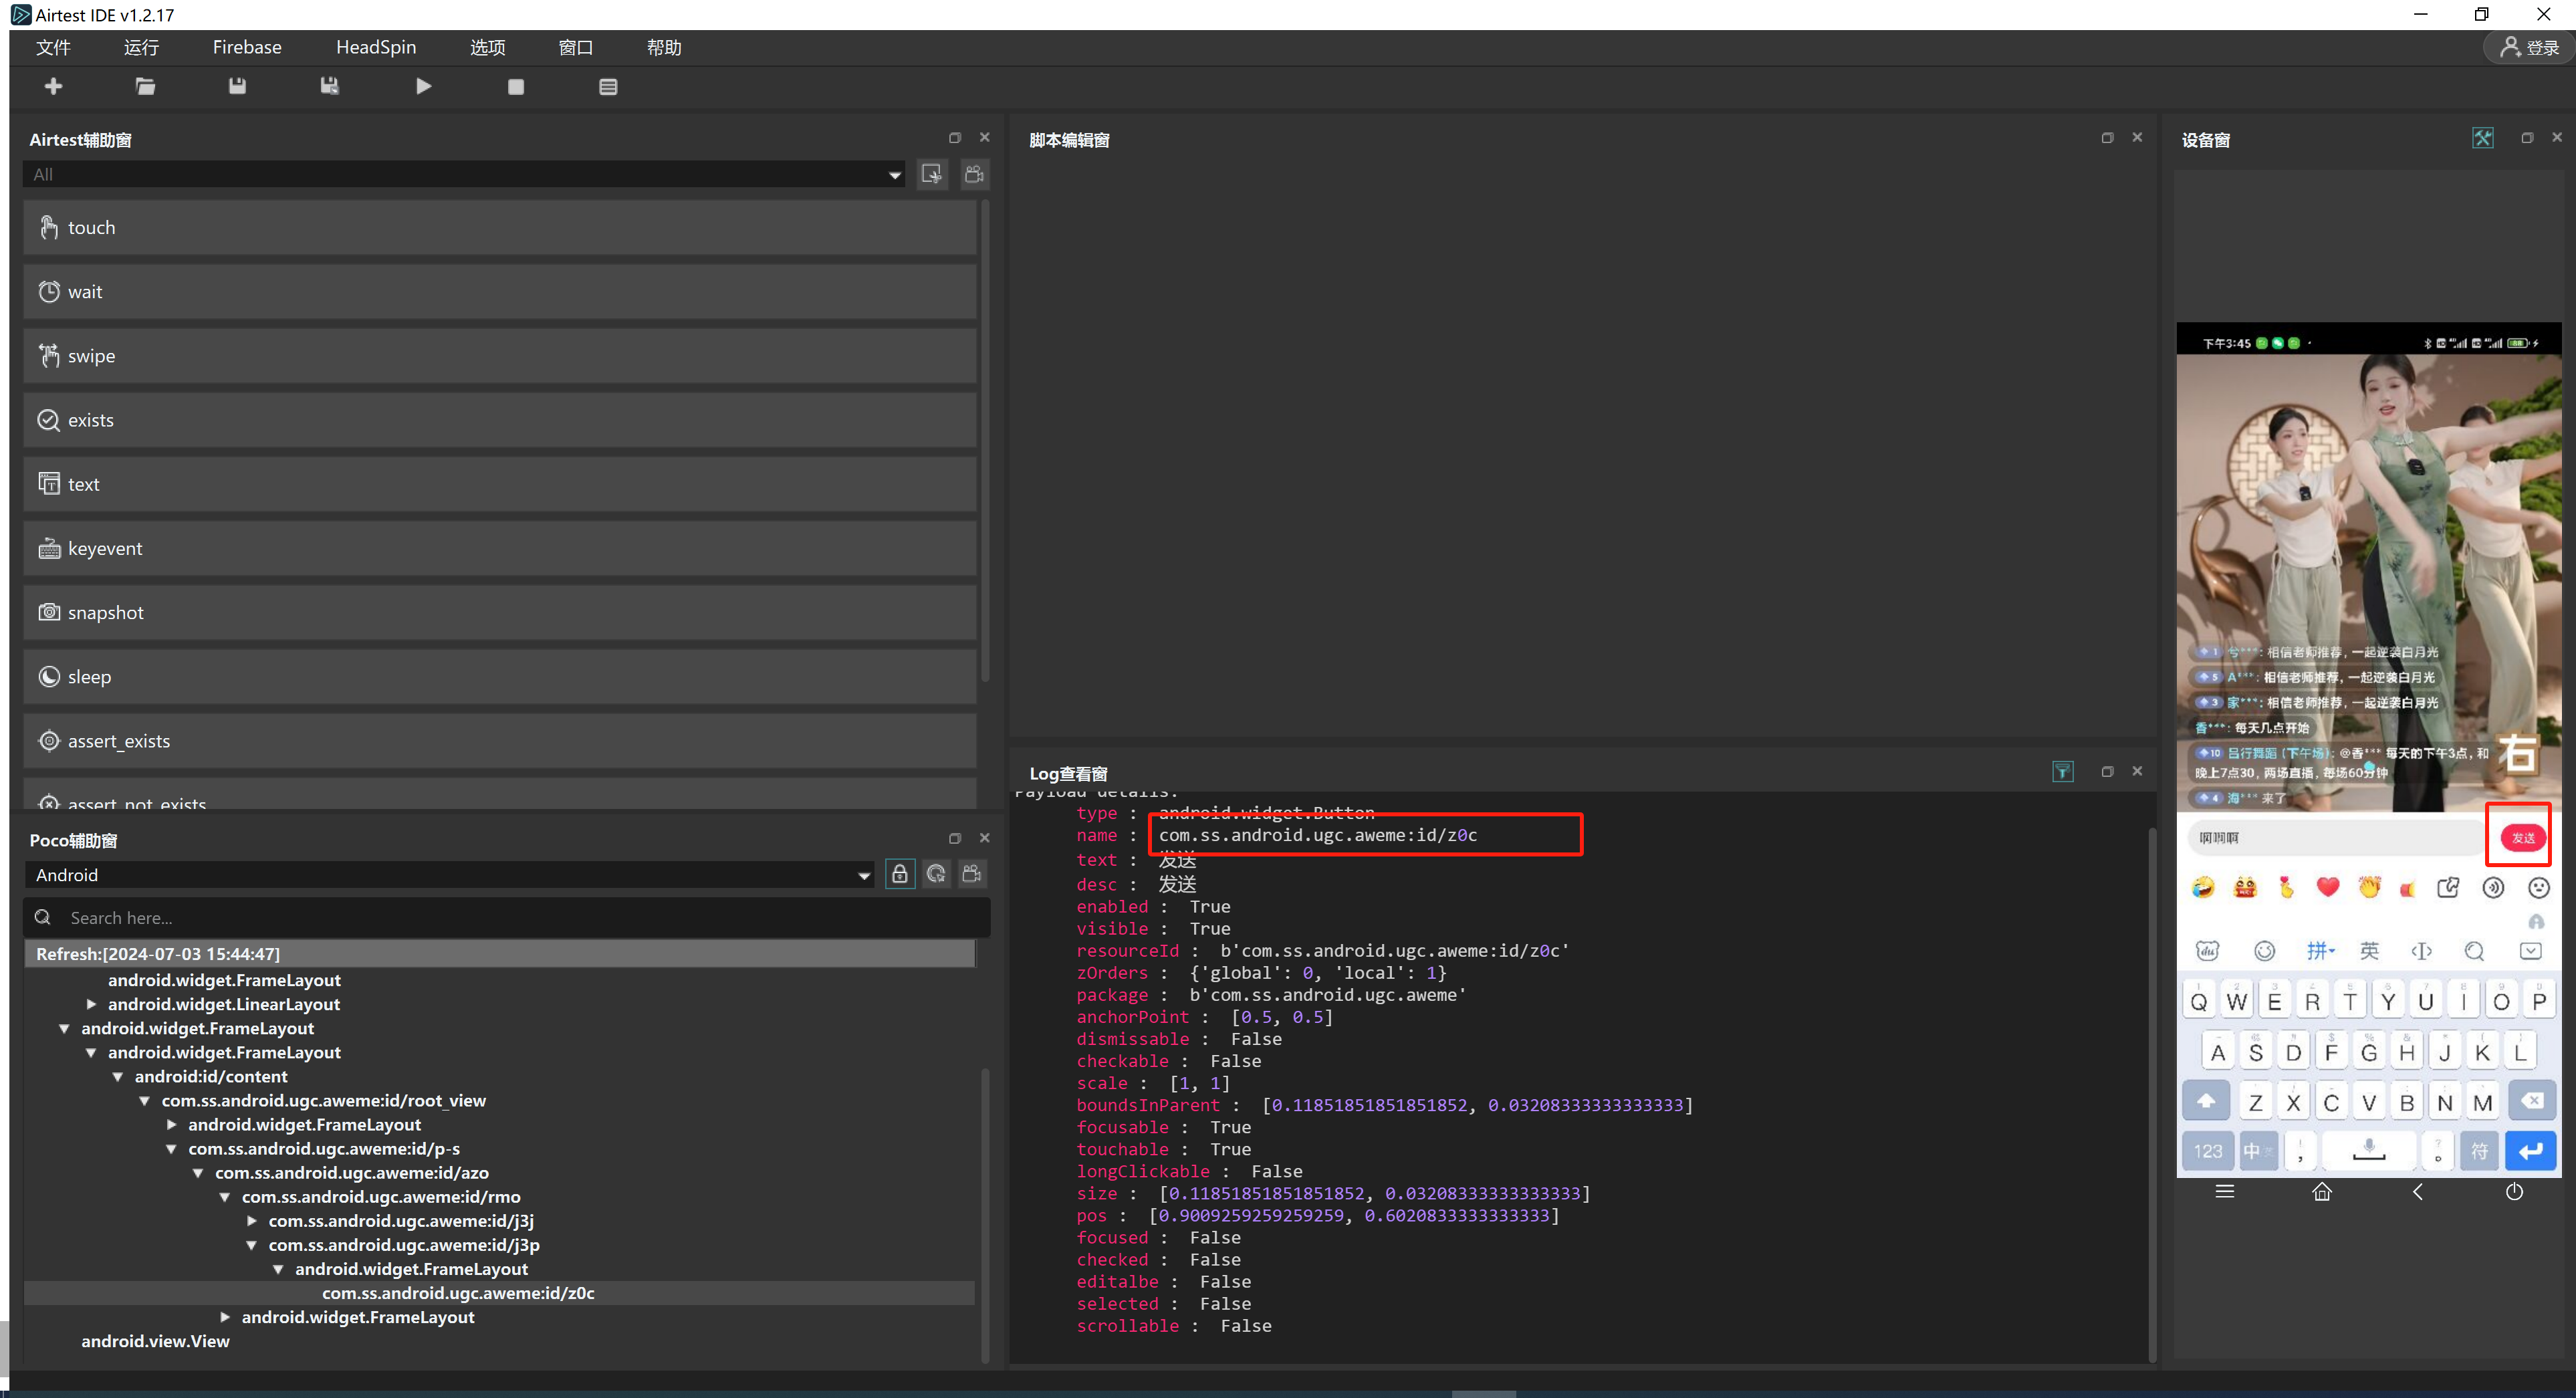 Airtest IDE v1.2.17
文件 运行 Firebase HeadSpin 选项 窗口 帮助
登录
Airtest辅助窗
All
touch
wait
swipe
exists
text
keyevent
snapshot
sleep
assert_exists
assert_not_exists
Poco辅助窗
Android
Search here...
Refresh:[2024-07-03 15:44:47]
android.widget.FrameLayout
android.widget.LinearLayout
android.widget.FrameLayout
android.widget.FrameLayout
android:id/content
com.ss.android.ugc.aweme:id/root_view
android.widget.FrameLayout
com.ss.android.ugc.aweme:id/p-s
com.ss.android.ugc.aweme:id/azo
com.ss.android.ugc.aweme:id/rmo
com.ss.android.ugc.aweme:id/j3j
com.ss.android.ugc.aweme:id/j3p
android.widget.FrameLayout
com.ss.android.ugc.aweme:id/z0c
android.widget.FrameLayout
android.view.View
脚本编辑窗
Log查看窗
Payload details:
type : android.widget.Button
name : com.ss.android.ugc.aweme:id/z0c
text : 发送
desc : 发送
enabled : True
visible : True
resourceId : b'com.ss.android.ugc.aweme:id/z0c'
zOrders : {'global': 0, 'local': 1}
package : b'com.ss.android.ugc.aweme'
anchorPoint : [0.5, 0.5]
dismissable : False
checkable : False
scale : [1, 1]
boundsInParent : [0.11851851851851852, 0.03208333333333333]
focusable : True
touchable : True
longClickable : False
size : [0.11851851851851852, 0.03208333333333333]
pos : [0.9009259259259259, 0.6020833333333333]
focused : False
checked : False
editalbe : False
selected : False
scrollable : False
设备窗
下午3:45
1 兮***: 相信老师推荐, 一起逆袭白月光
5 A***: 相信老师推荐, 一起逆袭白月光
3 家***: 相信老师推荐, 一起逆袭白月光
香***: 每天几点开始
10 吕行舞蹈 (下午场): @香*** 每天的下午3点, 和
晚上7点30, 两场直播, 每场60分钟
4 海*** 来了
右
啊啊啊
发送
拼 英
Q W E R T Y U I O P
A S D F G H J K L
Z X C V B N M
123 中 , 。 符